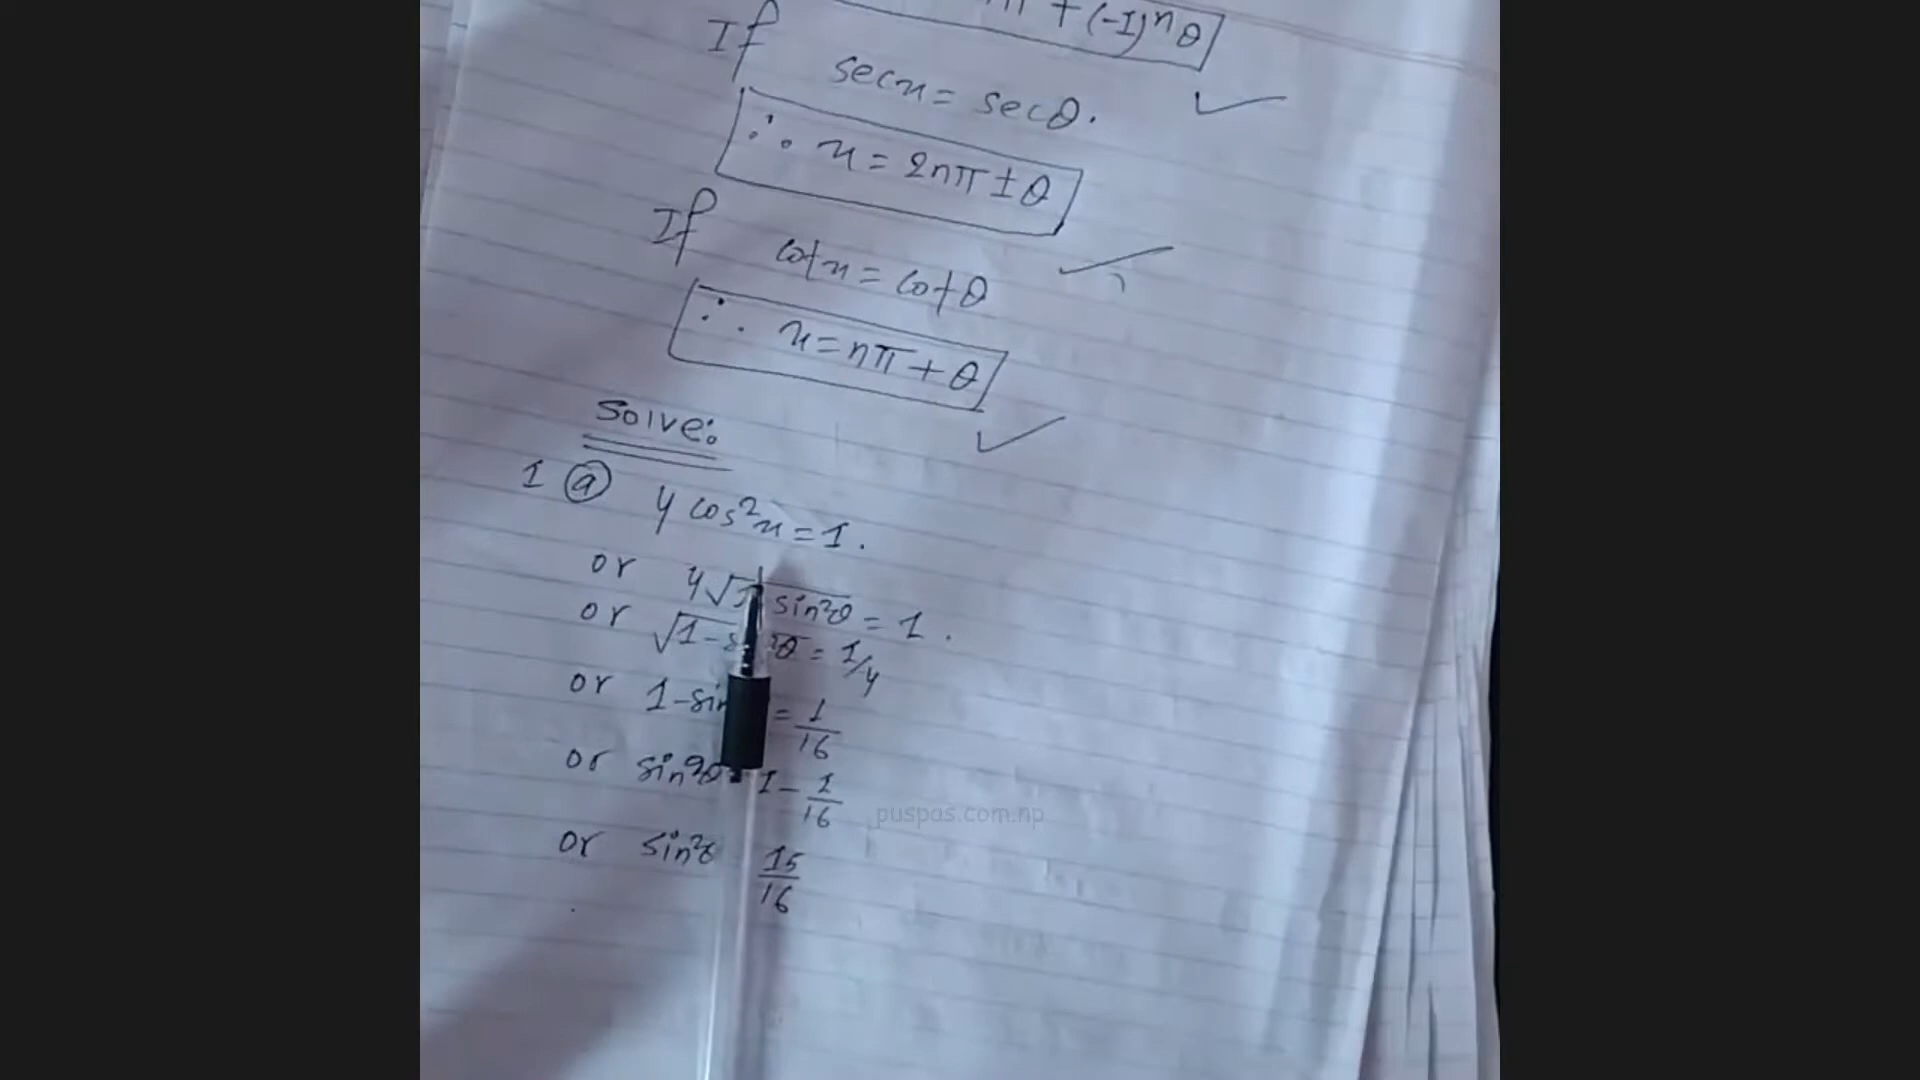 + (-1)ⁿθ
If
secx = secθ.
∴ x = 2nπ ± θ
If
cotx = cotθ
∴ x = nπ + θ
Solve:
1 (a) 4 cos²x = 1.
or 4√1 sin²θ = 1.
or √1-s ²θ = 1/4
or 1-sin = 1/16
or sin²θ 1 - 1/16
or sin²θ 15/16
puspas.com.np